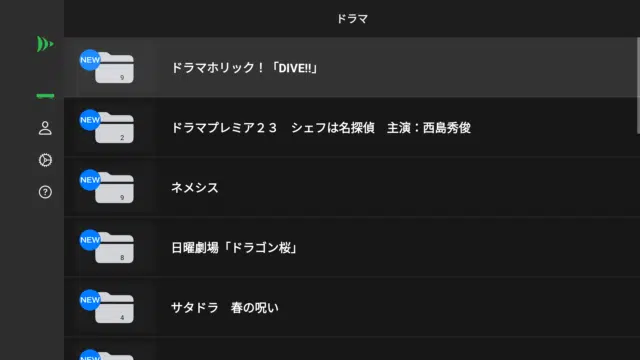 ドラマ
NEW
9
ドラマホリック！「DIVE!!」
NEW
2
ドラマプレミア２３　シェフは名探偵　主演：西島秀俊
NEW
9
ネメシス
NEW
8
日曜劇場「ドラゴン桜」
NEW
4
サタドラ　春の呪い
NEW